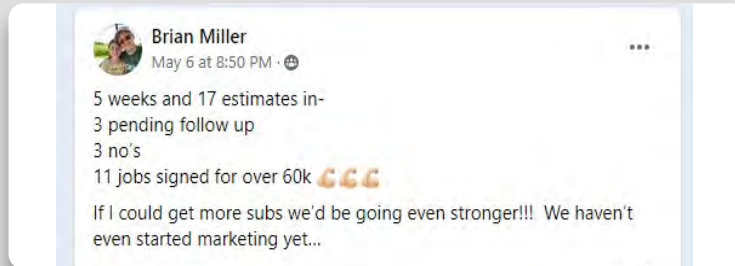 Brian Miller
May 6 at 8:50 PM ·
5 weeks and 17 estimates in-
3 pending follow up
3 no's
11 jobs signed for over 60k 💪💪💪
If I could get more subs we'd be going even stronger!!! We haven't
even started marketing yet...